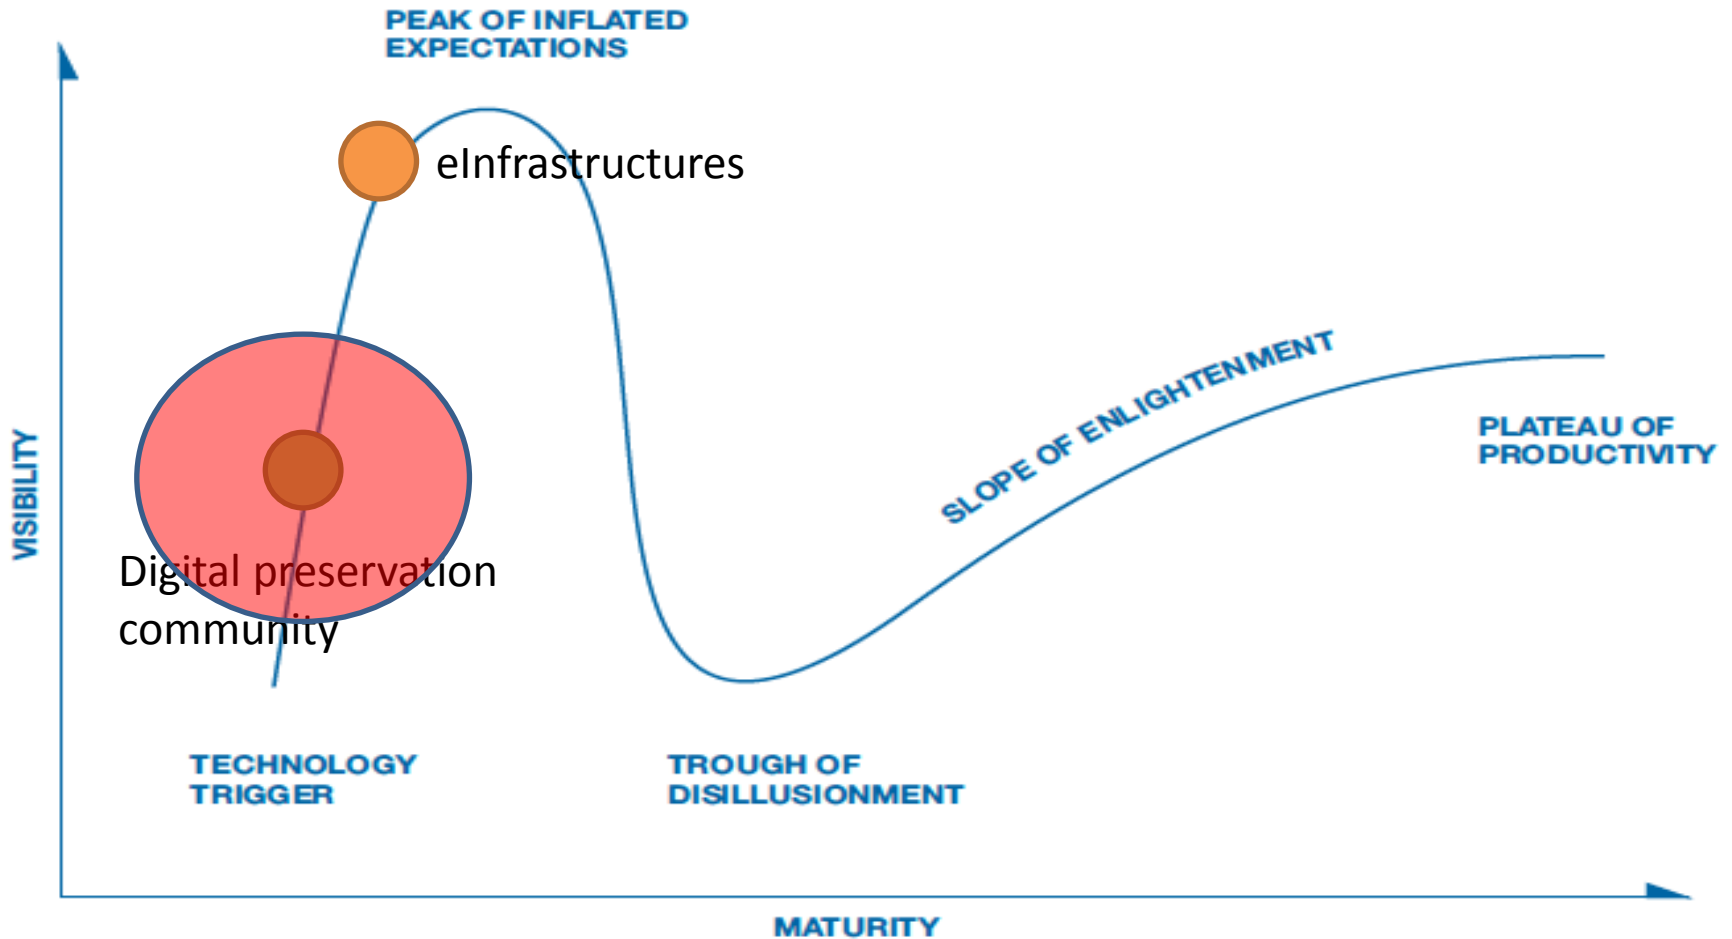 PEAK OF INFLATED
EXPECTATIONS
eInfrastructures
SLOPE OF ENLIGHTENMENT
PLATEAU OF
PRODUCTIVITY
VISIBILITY
Digital preservation
community
TECHNOLOGY
TRIGGER
TROUGH OF
DISILLUSIONMENT
MATURITY